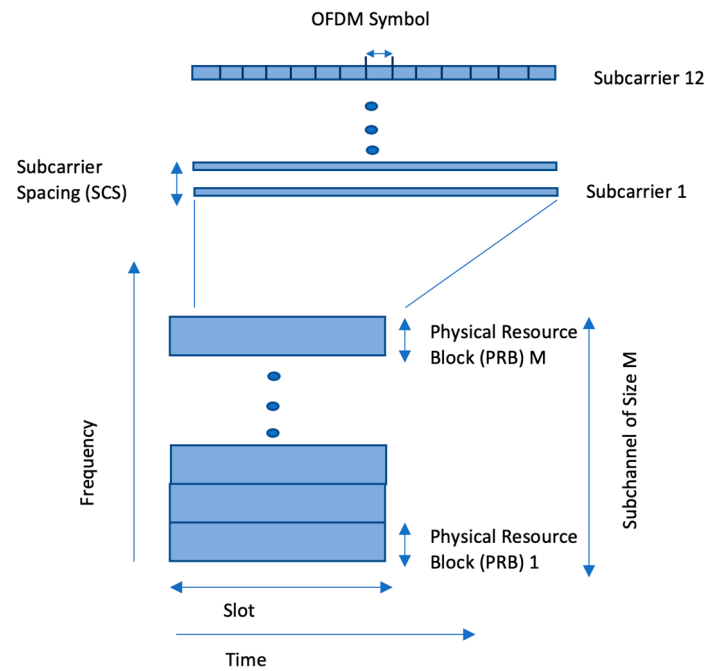 OFDM Symbol
Subcarrier 12
Subcarrier
Spacing (SCS)
Subcarrier 1
Physical Resource
Block (PRB) M
Subchannel of Size M
Frequency
Physical Resource
Block (PRB) 1
Slot
Time